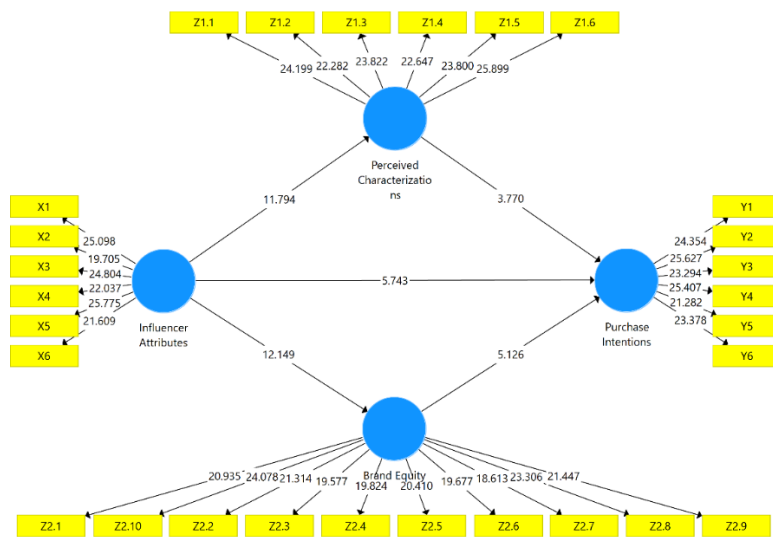 Z1.1 Z1.2 Z1.3 Z1.4 Z1.5 Z1.6
24.199 22.282 23.822 22.647 23.800 25.899
Perceived
Characterizatio
ns
11.794 3.770
X1
X2
X3
X4
X5
X6
25.098
19.705
24.804
22.037
25.775
21.609
Influencer
Attributes
5.743
Y1
Y2
Y3
Y4
Y5
Y6
24.354
25.627
23.294
25.407
21.282
23.378
Purchase
Intentions
12.149 5.126
Brand Equity
20.935 24.078 21.314 19.577 19.824 20.410 19.677 18.613 23.306 21.447
Z2.1 Z2.10 Z2.2 Z2.3 Z2.4 Z2.5 Z2.6 Z2.7 Z2.8 Z2.9